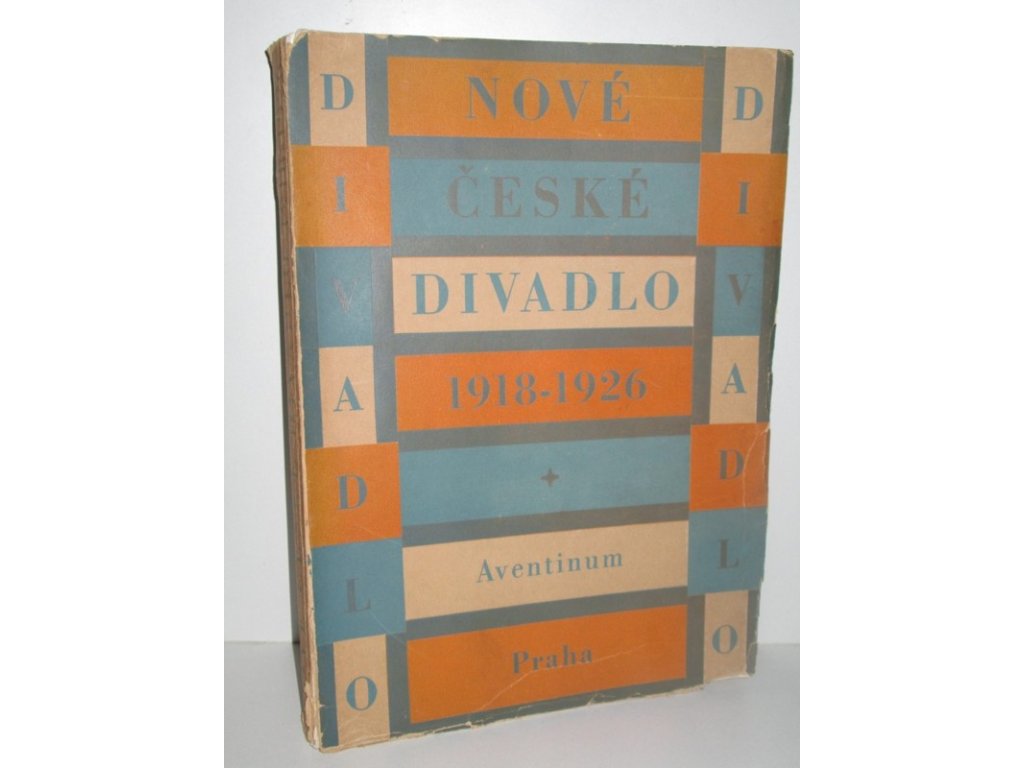 NOVÉ
ČESKÉ
DIVADLO
1918-1926
Aventinum
Praha
DIVADLO
DIVADLO